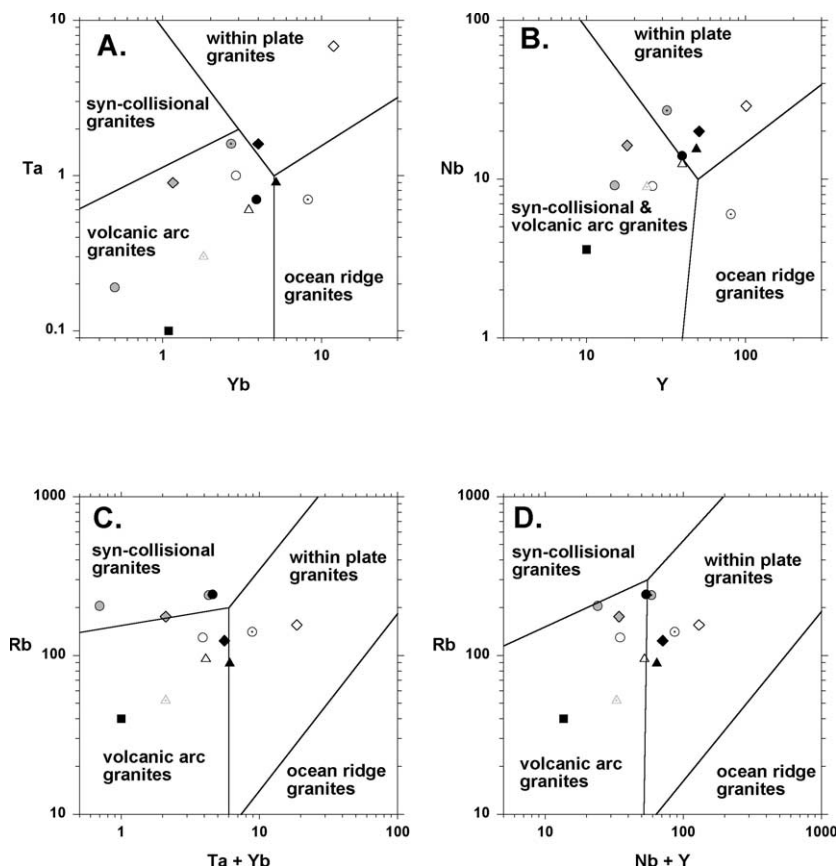 A.
within plate
granites
syn-collisional
granites
volcanic arc
granites
ocean ridge
granites
10
1
0.1
Ta
1
10
Yb
B.
within plate
granites
syn-collisional &
volcanic arc granites
ocean ridge
granites
100
10
1
Nb
10
100
Y
C.
syn-collisional
granites
within plate
granites
volcanic arc
granites
ocean ridge
granites
1000
100
10
Rb
1
10
100
Ta + Yb
D.
syn-collisional
granites
within plate
granites
volcanic arc
granites
ocean ridge
granites
1000
100
10
Rb
10
100
1000
Nb + Y